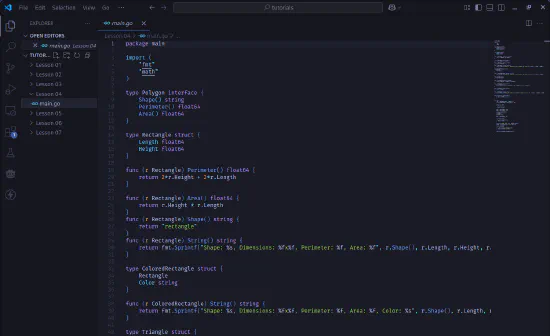 File Edit Selection View Go ...
tutorials
EXPLORER
OPEN EDITORS
main.go Lesson 04
TUTOR...
Lesson 01
Lesson 02
Lesson 03
Lesson 04
main.go
Lesson 05
Lesson 06
Lesson 07
main.go
Lesson 04 > main.go > ...
package main
import (
"fmt"
"math"
)
type Polygon interface {
Shape() string
Perimeter() float64
Area() float64
}
type Rectangle struct {
Length float64
Height float64
}
func (r Rectangle) Perimeter() float64 {
return 2*r.Height + 2*r.Length
}
func (r Rectangle) Area() float64 {
return r.Height * r.Length
}
func (r Rectangle) Shape() string {
return "rectangle"
}
func (r Rectangle) String() string {
return fmt.Sprintf("Shape: %s, Dimensions: %fx%f, Perimeter: %f, Area: %f", r.Shape(), r.Length, r.Height, r.
}
type ColoredRectangle struct {
Rectangle
Color string
}
func (r ColoredRectangle) String() string {
return fmt.Sprintf("Shape: %s, Dimensions: %fx%f, Perimeter: %f, Area: %f, Color: %s", r.Shape(), r.Length,
type Triangle struct {